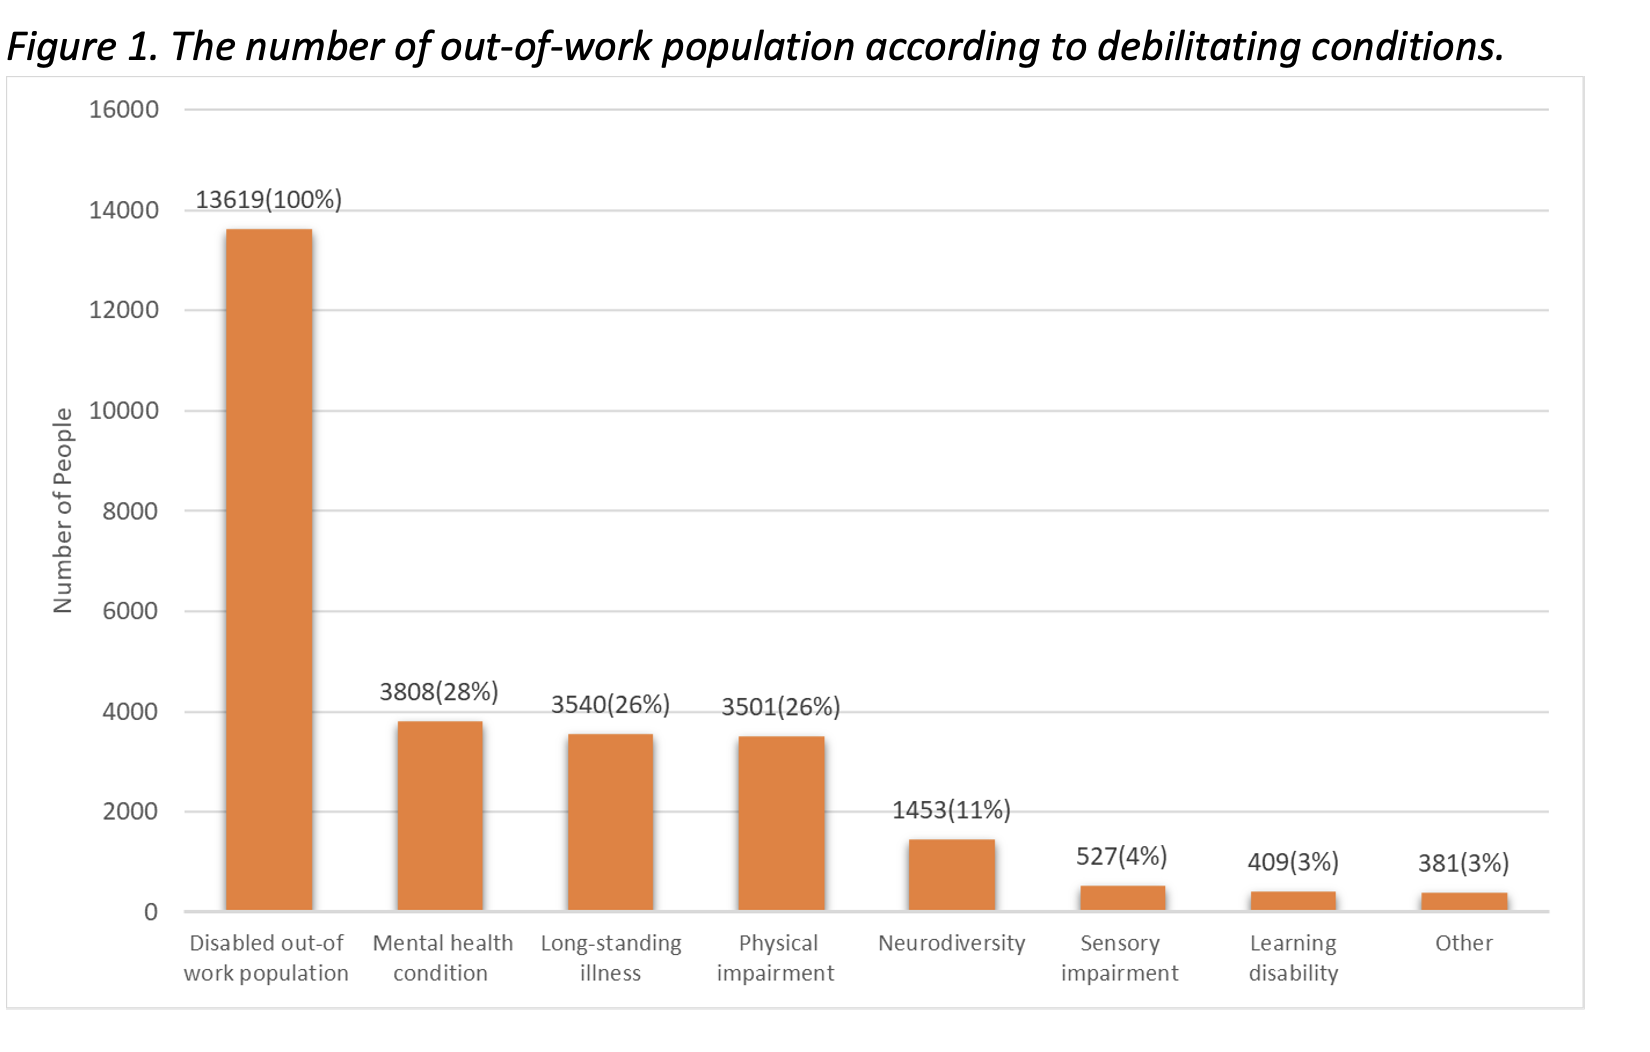 Figure 1. The number of out-of-work population according to debilitating conditions.
16000
14000
12000
10000
8000
6000
4000
2000
0
Number of People
13619(100%)
3808(28%)
3540(26%)
3501(26%)
1453(11%)
527(4%)
409(3%)
381(3%)
Disabled out-of
work population
Mental health
condition
Long-standing
illness
Physical
impairment
Neurodiversity
Sensory
impairment
Learning
disability
Other